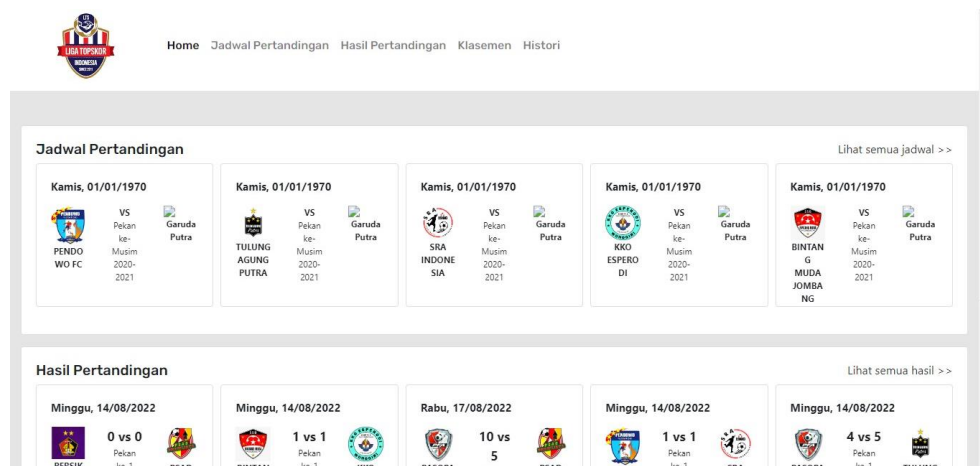 LTS
LIGA TOPSKOR
INDONESIA
Home Jadwal Pertandingan Hasil Pertandingan Klasemen Histori
Jadwal Pertandingan
Lihat semua jadwal >>
Kamis, 01/01/1970
VS
Pekan
ke-
Musim
2020-
2021
PENDO
WO FC
Garuda
Putra
Kamis, 01/01/1970
VS
Pekan
ke-
Musim
2020-
2021
TULUNG
AGUNG
PUTRA
Garuda
Putra
Kamis, 01/01/1970
VS
Pekan
ke-
Musim
2020-
2021
SRA
INDONE
SIA
Garuda
Putra
Kamis, 01/01/1970
VS
Pekan
ke-
Musim
2020-
2021
KKO
ESPERO
DI
Garuda
Putra
Kamis, 01/01/1970
VS
Pekan
ke-
Musim
2020-
2021
BINTAN
G
MUDA
JOMBA
NG
Garuda
Putra
Hasil Pertandingan
Lihat semua hasil >>
Minggu, 14/08/2022
0 vs 0
Pekan
Minggu, 14/08/2022
1 vs 1
Pekan
Rabu, 17/08/2022
10 vs
5
Minggu, 14/08/2022
1 vs 1
Pekan
Minggu, 14/08/2022
4 vs 5
Pekan